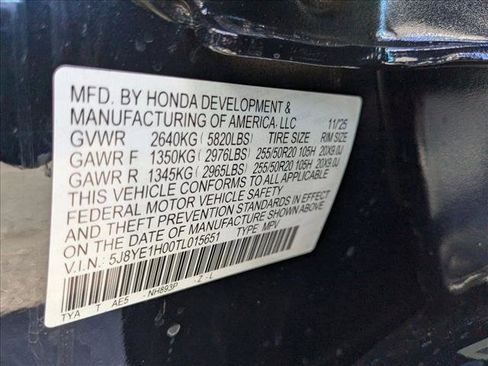 MFD. BY HONDA DEVELOPMENT &
MANUFACTURING OF AMERICA, LLC 11/25
GVWR 2640KG (5820LBS) TIRE SIZE RIM SIZE
GAWR F 1350KG (2976LBS) 255/50R20 105H 20X9.0J
GAWR R 1345KG (2965LBS) 255/50R20 105H 20X9.0J
THIS VEHICLE CONFORMS TO ALL APPLICABLE
FEDERAL MOTOR VEHICLE SAFETY
AND THEFT PREVENTION STANDARDS IN EFFECT
ON THE DATE OF MANUFACTURE SHOWN ABOVE.
V.I.N.: 5J8YE1H00TL015651 TYPE: MPV
TYA T AE5 - NH893P - Z - L